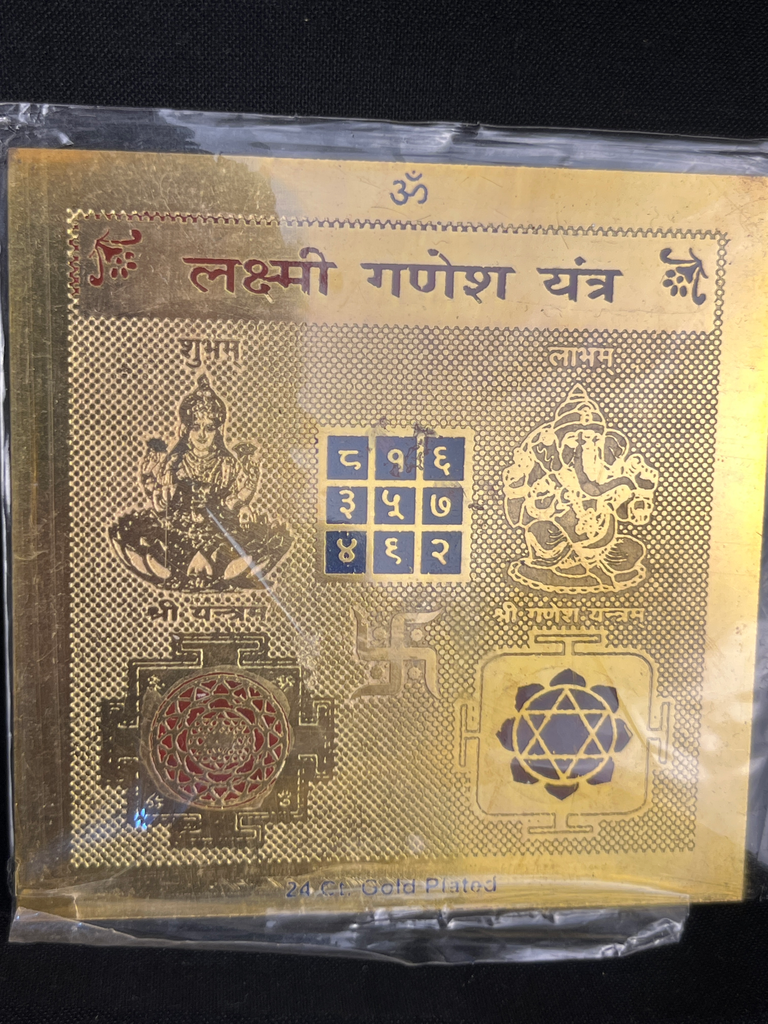 ॐ
लक्ष्मी गणेश यंत्र
शुभम लाभम
८ १ ६
३ ५ ७
४ ९ २
श्री यन्त्रम श्री गणेश यन्त्रम
24 Ct. Gold Plated